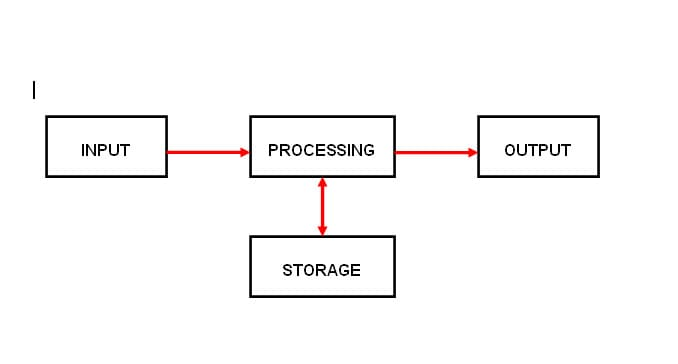 INPUT
PROCESSING
OUTPUT
STORAGE